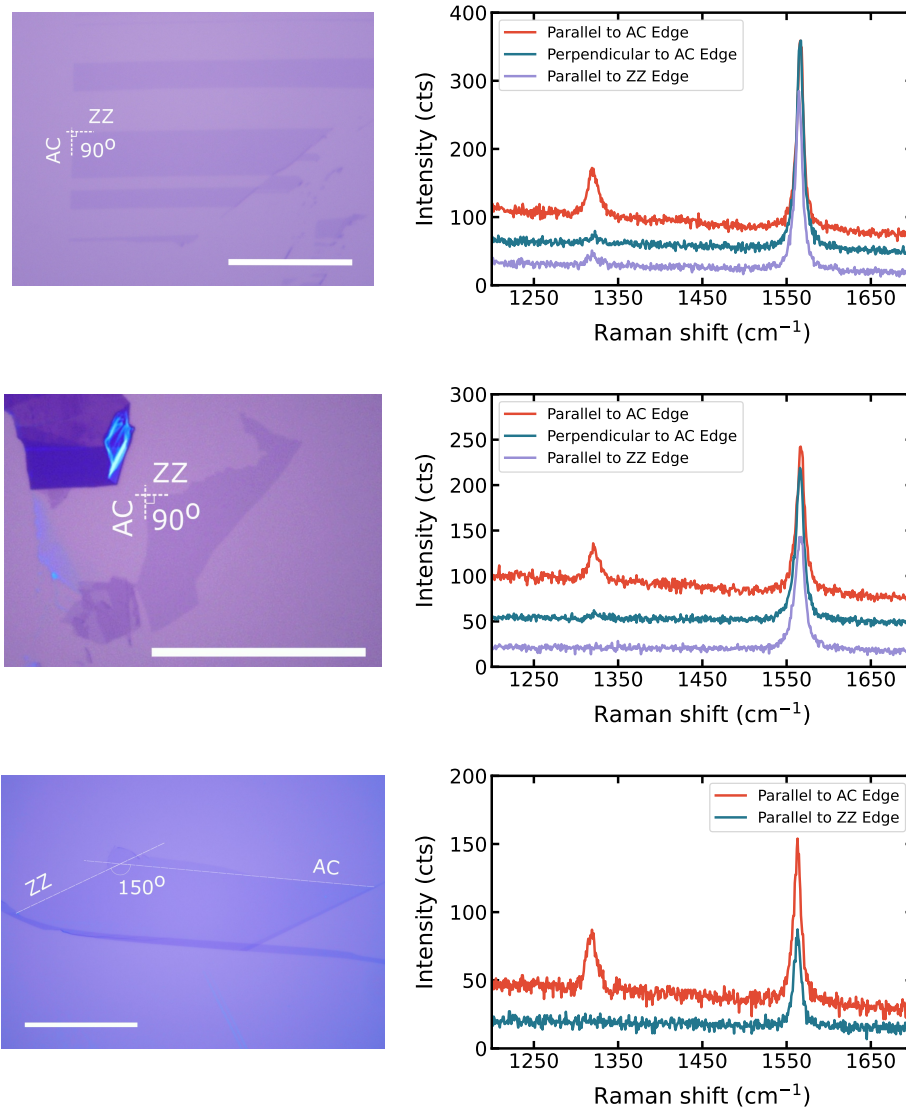 ZZ
AC
90º
400
300
200
100
0
Intensity (cts)
Parallel to AC Edge
Perpendicular to AC Edge
Parallel to ZZ Edge
1250 1350 1450 1550 1650
Raman shift (cm⁻¹)
ZZ
AC
90º
300
250
200
150
100
50
0
Intensity (cts)
Parallel to AC Edge
Perpendicular to AC Edge
Parallel to ZZ Edge
1250 1350 1450 1550 1650
Raman shift (cm⁻¹)
ZZ
AC
150º
200
150
100
50
0
Intensity (cts)
Parallel to AC Edge
Parallel to ZZ Edge
1250 1350 1450 1550 1650
Raman shift (cm⁻¹)